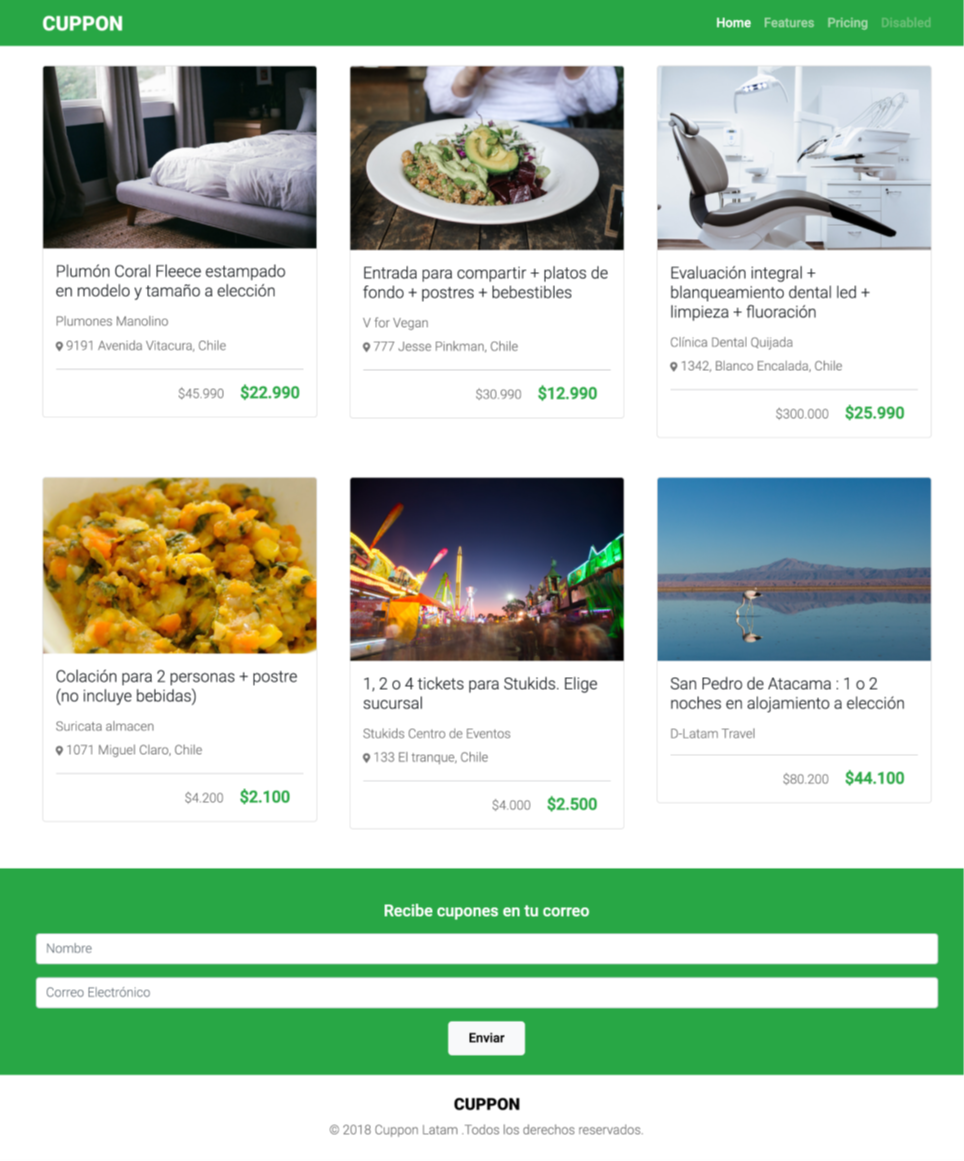 CUPPON
Home Features Pricing Disabled
Plumón Coral Fleece estampado
en modelo y tamaño a elección
Plumones Manolino
9191 Avenida Vitacura, Chile
$45.990 $22.990
Entrada para compartir + platos de
fondo + postres + bebestibles
V for Vegan
777 Jesse Pinkman, Chile
$30.990 $12.990
Evaluación integral +
blanqueamiento dental led +
limpieza + fluoración
Clínica Dental Quijada
1342, Blanco Encalada, Chile
$300.000 $25.990
Colación para 2 personas + postre
(no incluye bebidas)
Suricata almacen
1071 Miguel Claro, Chile
$4.200 $2.100
1, 2 o 4 tickets para Stukids. Elige
sucursal
Stukids Centro de Eventos
133 El tranque, Chile
$4.000 $2.500
San Pedro de Atacama : 1 o 2
noches en alojamiento a elección
D-Latam Travel
$80.200 $44.100
Recibe cupones en tu correo
Nombre
Correo Electrónico
Enviar
CUPPON
© 2018 Cuppon Latam .Todos los derechos reservados.